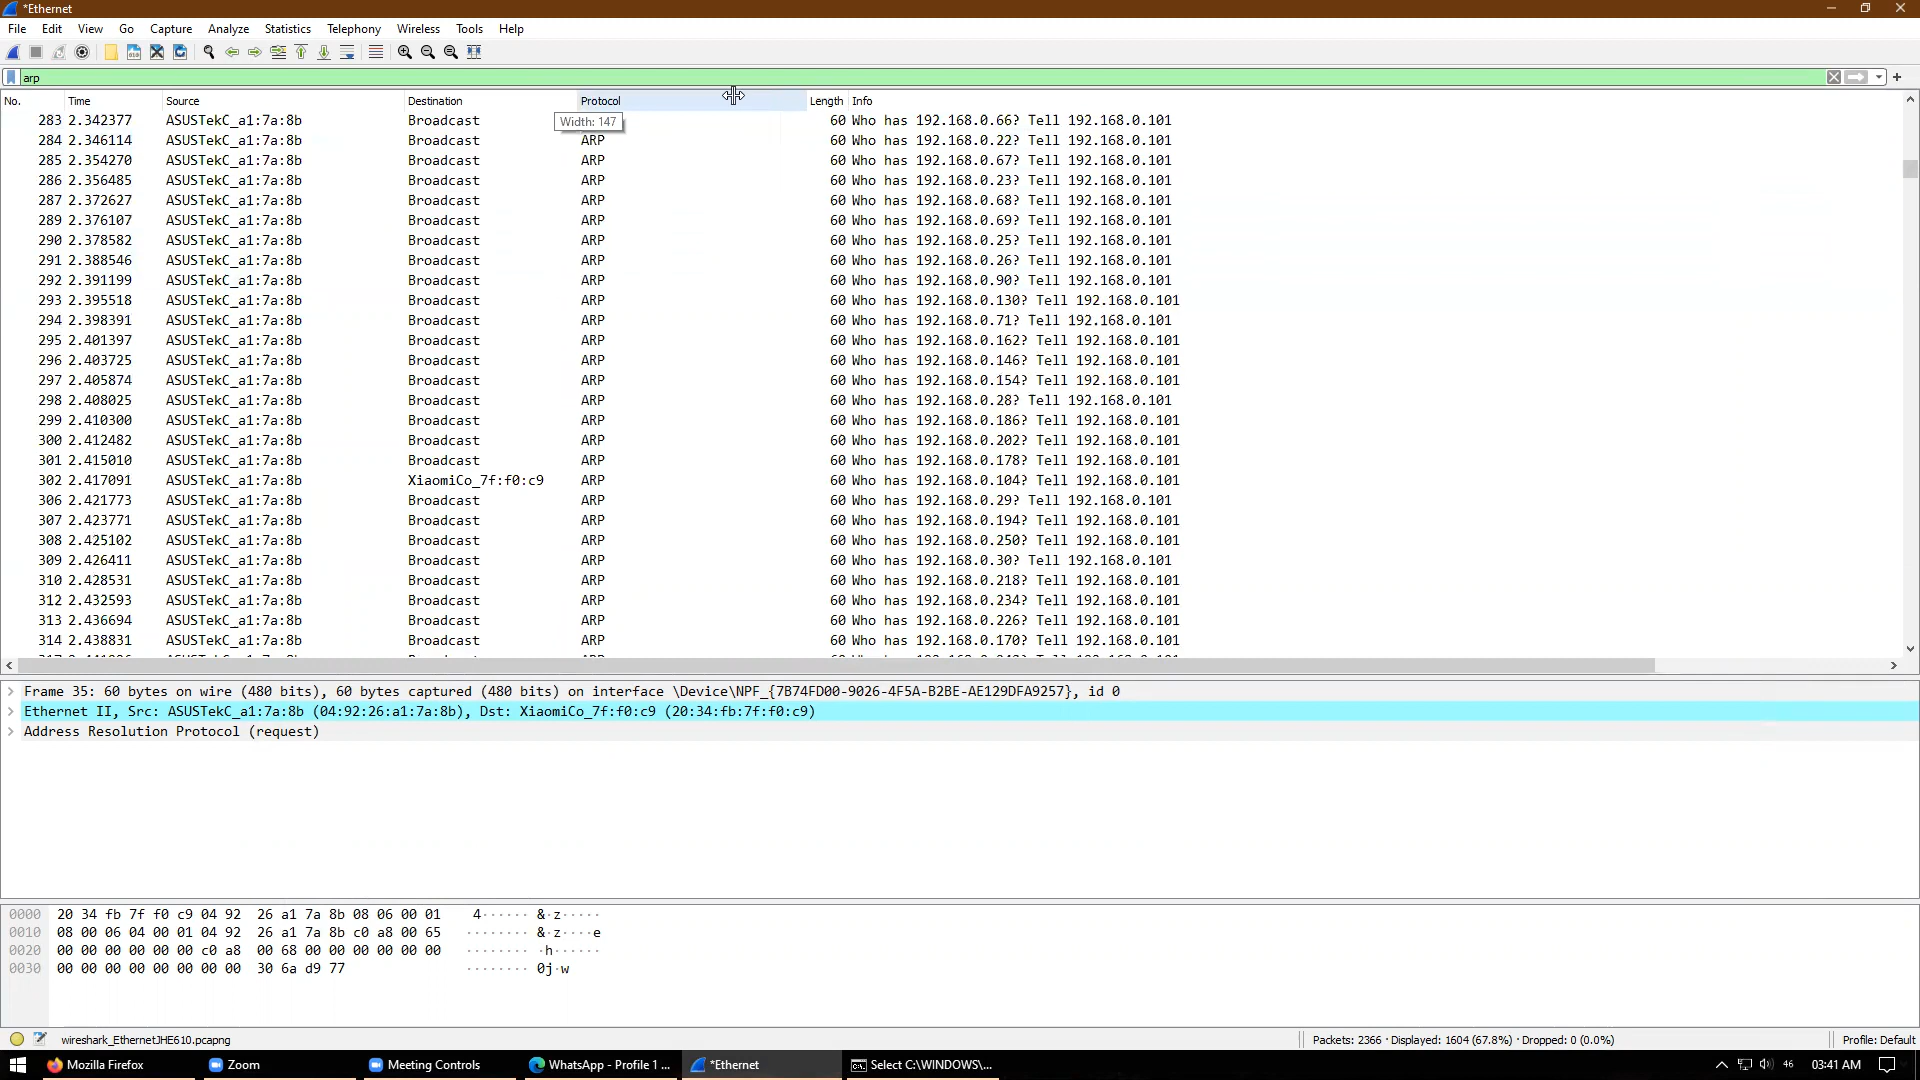 *Ethernet
File Edit View Go Capture Analyze Statistics Telephony Wireless Tools Help
arp
No. Time Source Destination Protocol Length Info
Width: 147
283 2.342377 ASUSTekC_a1:7a:8b Broadcast 60 Who has 192.168.0.66? Tell 192.168.0.101
284 2.346114 ASUSTekC_a1:7a:8b Broadcast ARP 60 Who has 192.168.0.22? Tell 192.168.0.101
285 2.354270 ASUSTekC_a1:7a:8b Broadcast ARP 60 Who has 192.168.0.67? Tell 192.168.0.101
286 2.356485 ASUSTekC_a1:7a:8b Broadcast ARP 60 Who has 192.168.0.23? Tell 192.168.0.101
287 2.372627 ASUSTekC_a1:7a:8b Broadcast ARP 60 Who has 192.168.0.68? Tell 192.168.0.101
289 2.376107 ASUSTekC_a1:7a:8b Broadcast ARP 60 Who has 192.168.0.69? Tell 192.168.0.101
290 2.378582 ASUSTekC_a1:7a:8b Broadcast ARP 60 Who has 192.168.0.25? Tell 192.168.0.101
291 2.388546 ASUSTekC_a1:7a:8b Broadcast ARP 60 Who has 192.168.0.26? Tell 192.168.0.101
292 2.391199 ASUSTekC_a1:7a:8b Broadcast ARP 60 Who has 192.168.0.90? Tell 192.168.0.101
293 2.395518 ASUSTekC_a1:7a:8b Broadcast ARP 60 Who has 192.168.0.130? Tell 192.168.0.101
294 2.398391 ASUSTekC_a1:7a:8b Broadcast ARP 60 Who has 192.168.0.71? Tell 192.168.0.101
295 2.401397 ASUSTekC_a1:7a:8b Broadcast ARP 60 Who has 192.168.0.162? Tell 192.168.0.101
296 2.403725 ASUSTekC_a1:7a:8b Broadcast ARP 60 Who has 192.168.0.146? Tell 192.168.0.101
297 2.405874 ASUSTekC_a1:7a:8b Broadcast ARP 60 Who has 192.168.0.154? Tell 192.168.0.101
298 2.408025 ASUSTekC_a1:7a:8b Broadcast ARP 60 Who has 192.168.0.28? Tell 192.168.0.101
299 2.410300 ASUSTekC_a1:7a:8b Broadcast ARP 60 Who has 192.168.0.186? Tell 192.168.0.101
300 2.412482 ASUSTekC_a1:7a:8b Broadcast ARP 60 Who has 192.168.0.202? Tell 192.168.0.101
301 2.415010 ASUSTekC_a1:7a:8b Broadcast ARP 60 Who has 192.168.0.178? Tell 192.168.0.101
302 2.417091 ASUSTekC_a1:7a:8b XiaomiCo_7f:f0:c9 ARP 60 Who has 192.168.0.104? Tell 192.168.0.101
306 2.421773 ASUSTekC_a1:7a:8b Broadcast ARP 60 Who has 192.168.0.29? Tell 192.168.0.101
307 2.423771 ASUSTekC_a1:7a:8b Broadcast ARP 60 Who has 192.168.0.194? Tell 192.168.0.101
308 2.425102 ASUSTekC_a1:7a:8b Broadcast ARP 60 Who has 192.168.0.250? Tell 192.168.0.101
309 2.426411 ASUSTekC_a1:7a:8b Broadcast ARP 60 Who has 192.168.0.30? Tell 192.168.0.101
310 2.428531 ASUSTekC_a1:7a:8b Broadcast ARP 60 Who has 192.168.0.218? Tell 192.168.0.101
312 2.432593 ASUSTekC_a1:7a:8b Broadcast ARP 60 Who has 192.168.0.234? Tell 192.168.0.101
313 2.436694 ASUSTekC_a1:7a:8b Broadcast ARP 60 Who has 192.168.0.226? Tell 192.168.0.101
314 2.438831 ASUSTekC_a1:7a:8b Broadcast ARP 60 Who has 192.168.0.170? Tell 192.168.0.101
Frame 35: 60 bytes on wire (480 bits), 60 bytes captured (480 bits) on interface \Device\NPF_{7B74FD00-9026-4F5A-B2BE-AE129DFA9257}, id 0
Ethernet II, Src: ASUSTekC_a1:7a:8b (04:92:26:a1:7a:8b), Dst: XiaomiCo_7f:f0:c9 (20:34:fb:7f:f0:c9)
Address Resolution Protocol (request)
0000 20 34 fb 7f f0 c9 04 92 26 a1 7a 8b 08 06 00 01 4······ &·z·····
0010 08 00 06 04 00 01 04 92 26 a1 7a 8b c0 a8 00 65 ········ &·z····e
0020 00 00 00 00 00 00 c0 a8 00 68 00 00 00 00 00 00 ········ ·h······
0030 00 00 00 00 00 00 00 00 30 6a d9 77 ········ 0j·w
wireshark_EthernetJHE610.pcapng Packets: 2366 · Displayed: 1604 (67.8%) · Dropped: 0 (0.0%) Profile: Default
Mozilla Firefox Zoom Meeting Controls WhatsApp - Profile 1 ... *Ethernet Select C:\WINDOWS\... 46 03:41 AM